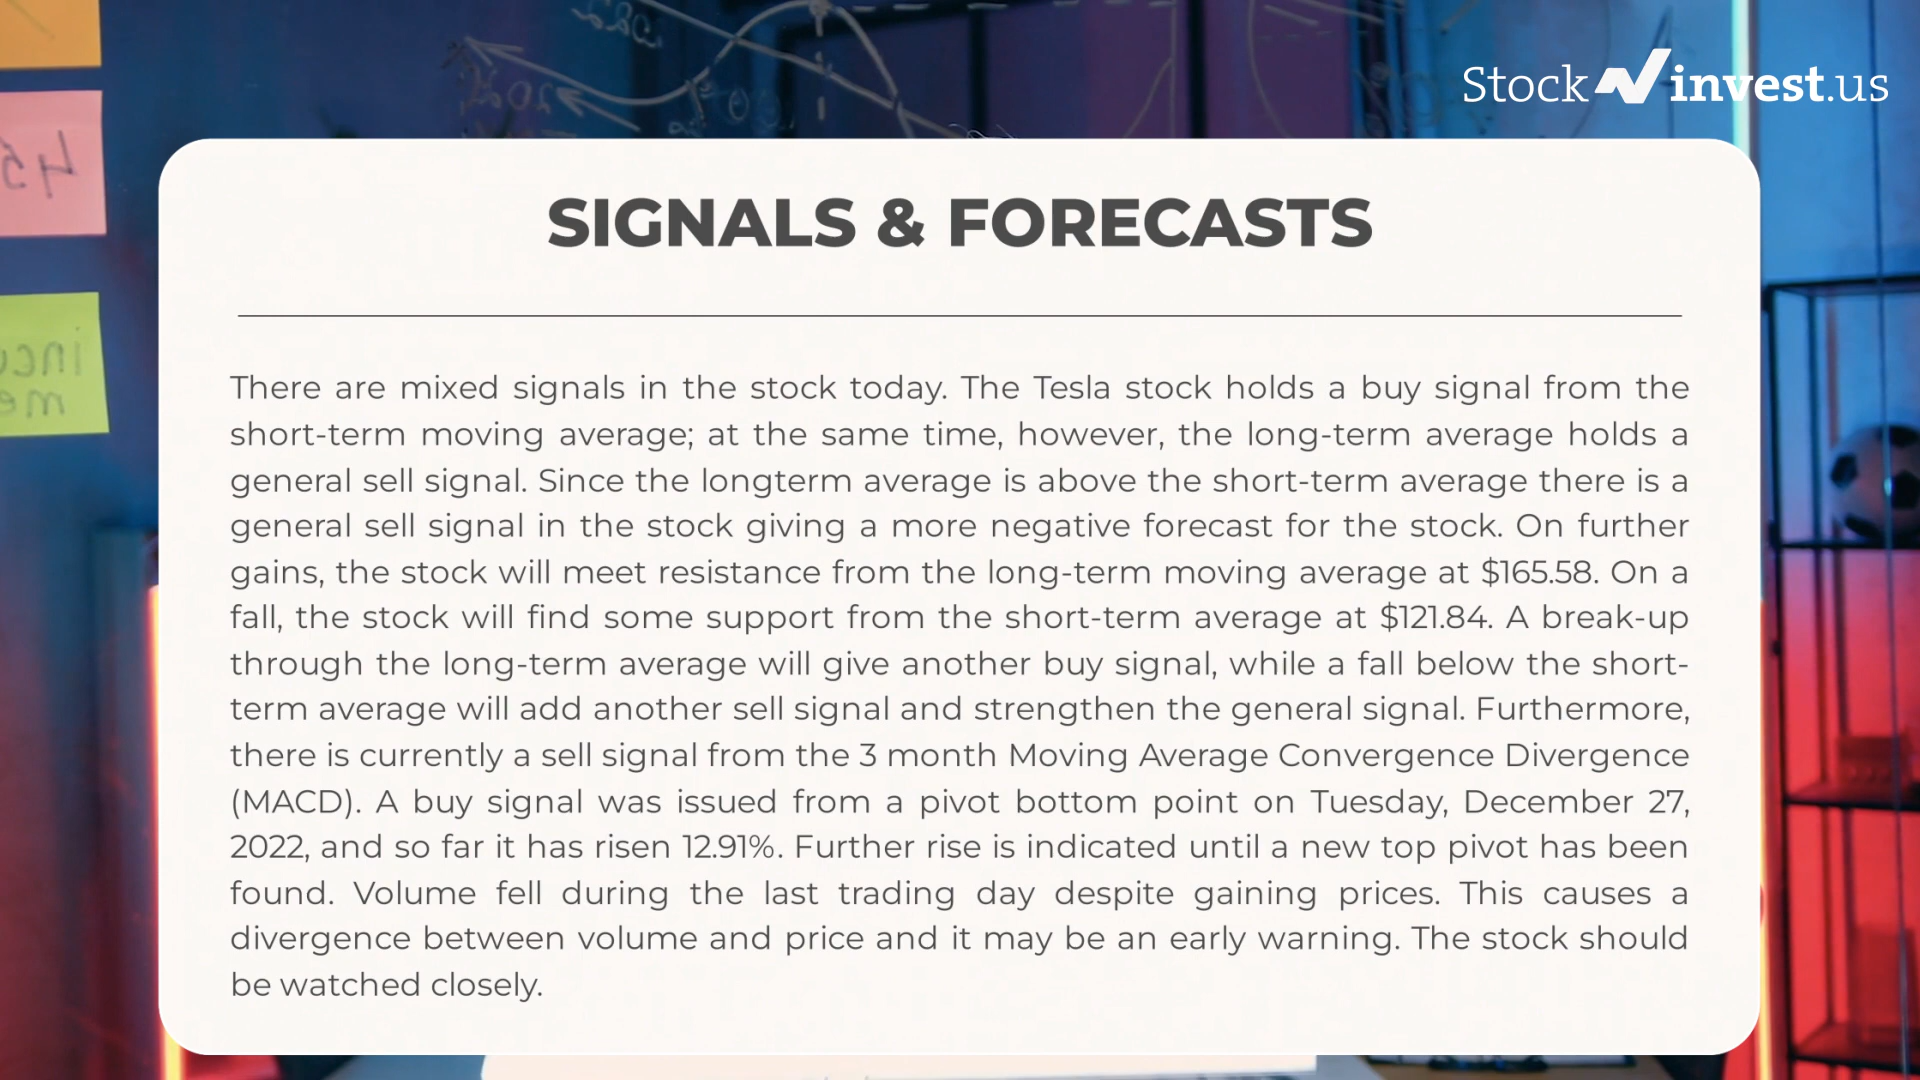 Stock invest.us
SIGNALS & FORECASTS
There are mixed signals in the stock today. The Tesla stock holds a buy signal from the
short-term moving average; at the same time, however, the long-term average holds a
general sell signal. Since the longterm average is above the short-term average there is a
general sell signal in the stock giving a more negative forecast for the stock. On further
gains, the stock will meet resistance from the long-term moving average at $165.58. On a
fall, the stock will find some support from the short-term average at $121.84. A break-up
through the long-term average will give another buy signal, while a fall below the short-
term average will add another sell signal and strengthen the general signal. Furthermore,
there is currently a sell signal from the 3 month Moving Average Convergence Divergence
(MACD). A buy signal was issued from a pivot bottom point on Tuesday, December 27,
2022, and so far it has risen 12.91%. Further rise is indicated until a new top pivot has been
found. Volume fell during the last trading day despite gaining prices. This causes a
divergence between volume and price and it may be an early warning. The stock should
be watched closely.